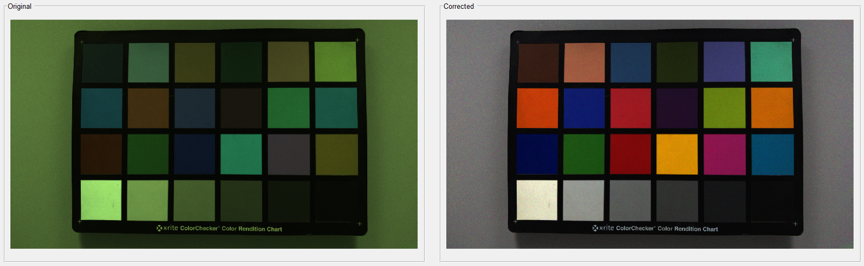 Original
Corrected
x·rite ColorChecker® Color Rendition Chart
x·rite ColorChecker® Color Rendition Chart